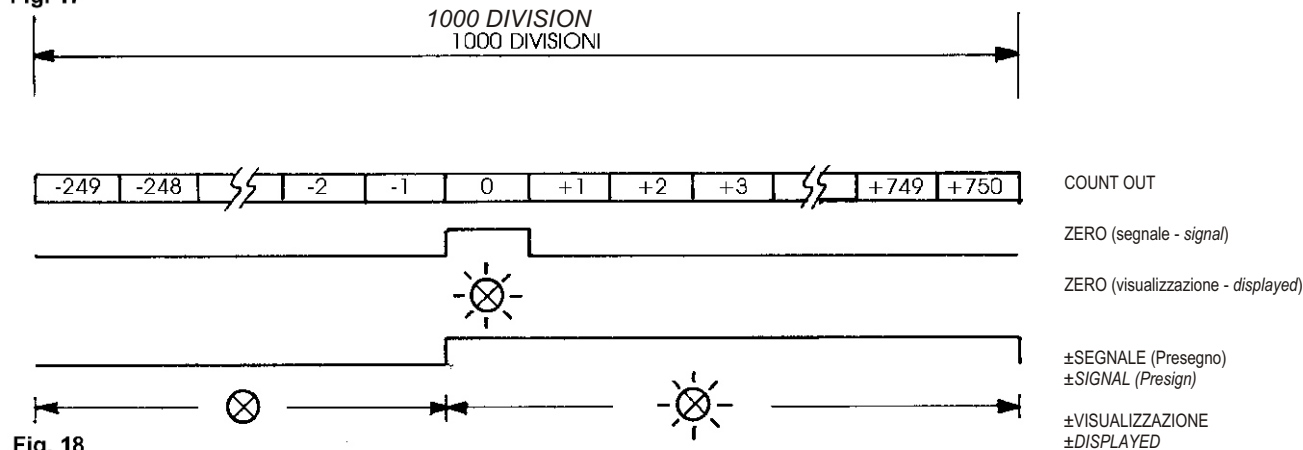 Fig. 17
1000 DIVISION
1000 DIVISIONI
-249 -248 -2 -1 0 +1 +2 +3 +749 +750
COUNT OUT
ZERO (segnale - signal)
ZERO (visualizzazione - displayed)
±SEGNALE (Presegno)
±SIGNAL (Presign)
±VISUALIZZAZIONE
±DISPLAYED
Fig. 18